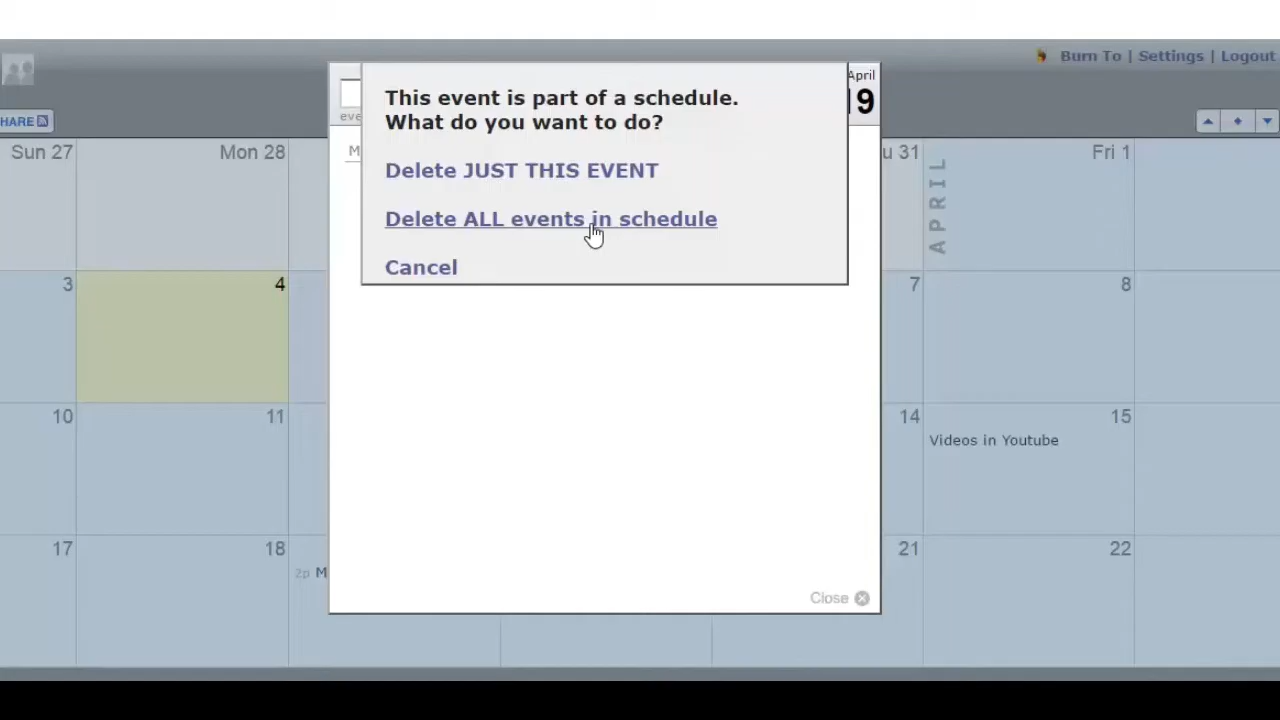 Burn To | Settings | Logout
HARE
April
19
This event is part of a schedule.
What do you want to do?
Delete JUST THIS EVENT
Delete ALL events in schedule
Cancel
Sun 27
Mon 28
u 31
APRIL
Fri 1
3
4
7
8
10
11
14
15
Videos in Youtube
17
18
2p M
21
22
Close